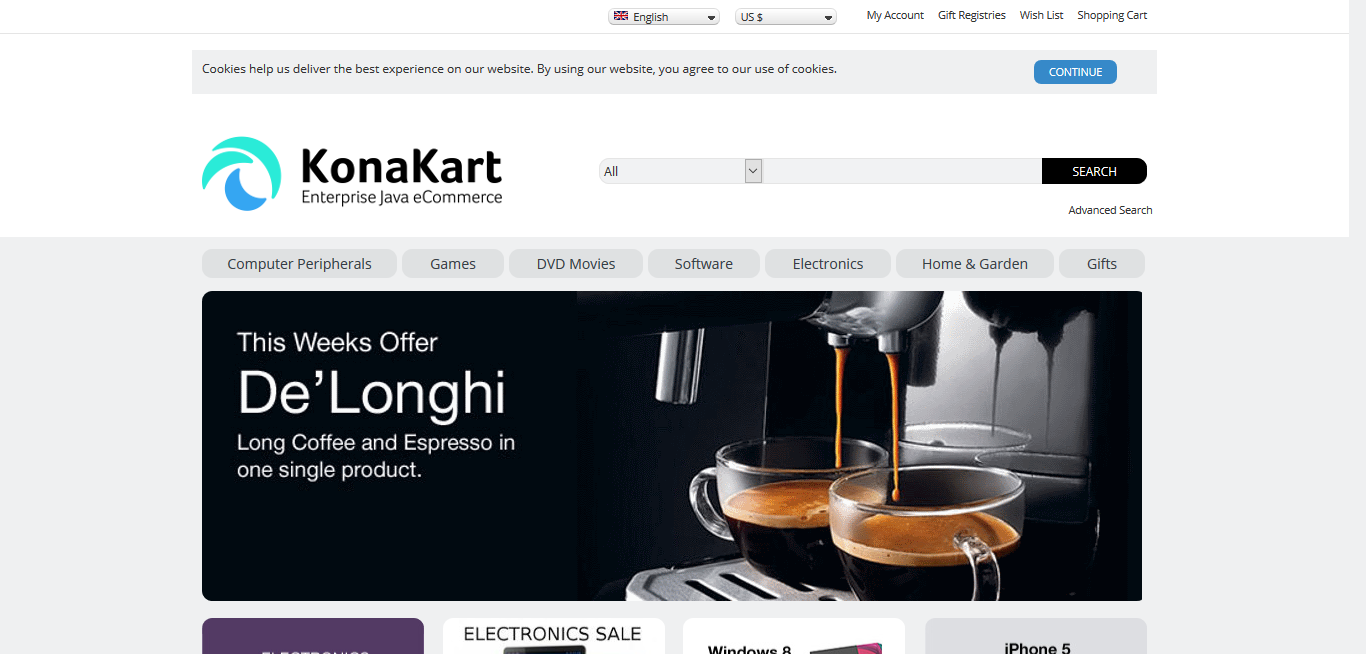 English US $ My Account Gift Registries Wish List Shopping Cart
Cookies help us deliver the best experience on our website. By using our website, you agree to our use of cookies. CONTINUE
KonaKart
Enterprise Java eCommerce
All SEARCH
Advanced Search
Computer Peripherals Games DVD Movies Software Electronics Home & Garden Gifts
This Weeks Offer
De’Longhi
Long Coffee and Espresso in
one single product.
ELECTRONICS
ELECTRONICS SALE
Windows 8
iPhone 5